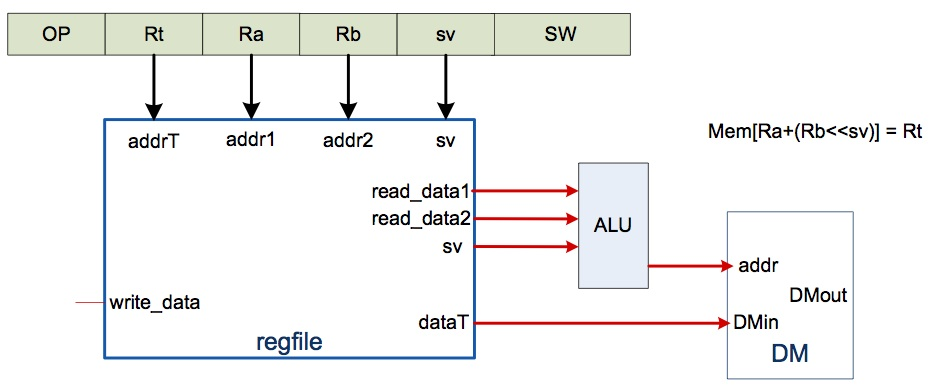 OP Rt Ra Rb sv SW
addrT addr1 addr2 sv
Mem[Ra+(Rb<<sv)] = Rt
read_data1
read_data2
sv
ALU
addr
DMout
write_data
dataT
DMin
regfile
DM